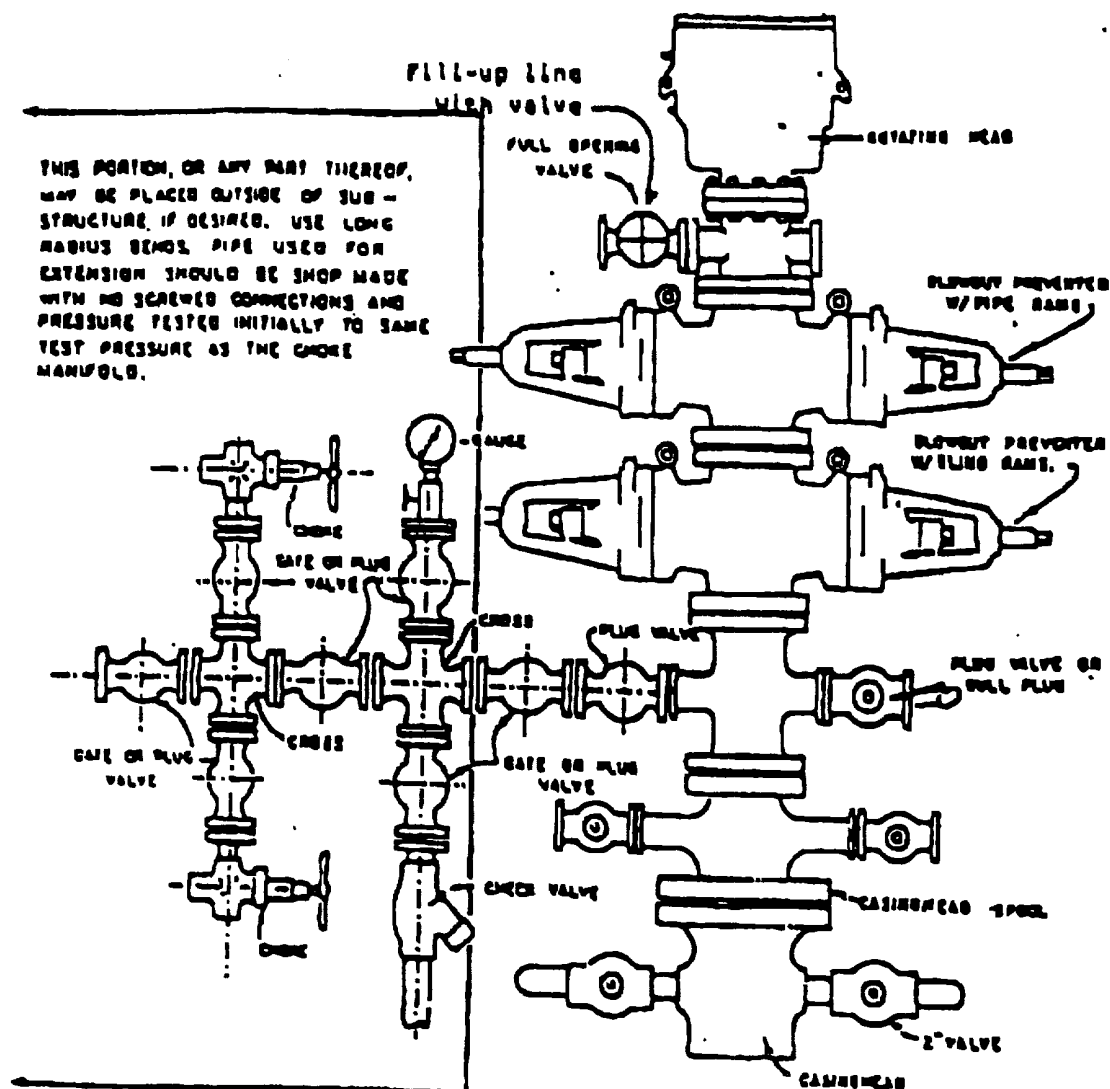 Fill-up line
with valve
FULL OPENING
VALVE
ROTATING HEAD
THIS PORTION, OR ANY PART THEREOF,
MAY BE PLACED OUTSIDE OF SUB-
STRUCTURE, IF DESIRED. USE LONG
RADIUS BENDS. PIPE USED FOR
EXTENSION SHOULD BE SHOP MADE
WITH NO SCREWED CONNECTIONS AND
PRESSURE TESTED INITIALLY TO SAME
TEST PRESSURE AS THE CHOKE
MANIFOLD.
BLOWOUT PREVENTER
W/PIPE RAMS
GAUGE
BLOWOUT PREVENTER
W/BLIND RAMS.
CHOKE
GATE OR PLUG
VALVE
CROSS
PLUG VALVE
PLUG VALVE OR
BULL PLUG
CROSS
GATE OR PLUG
VALVE
GATE OR PLUG
VALVE
CHECK VALVE
CASINGHEAD SPOOL
CHOKE
2" VALVE
CASINGHEAD